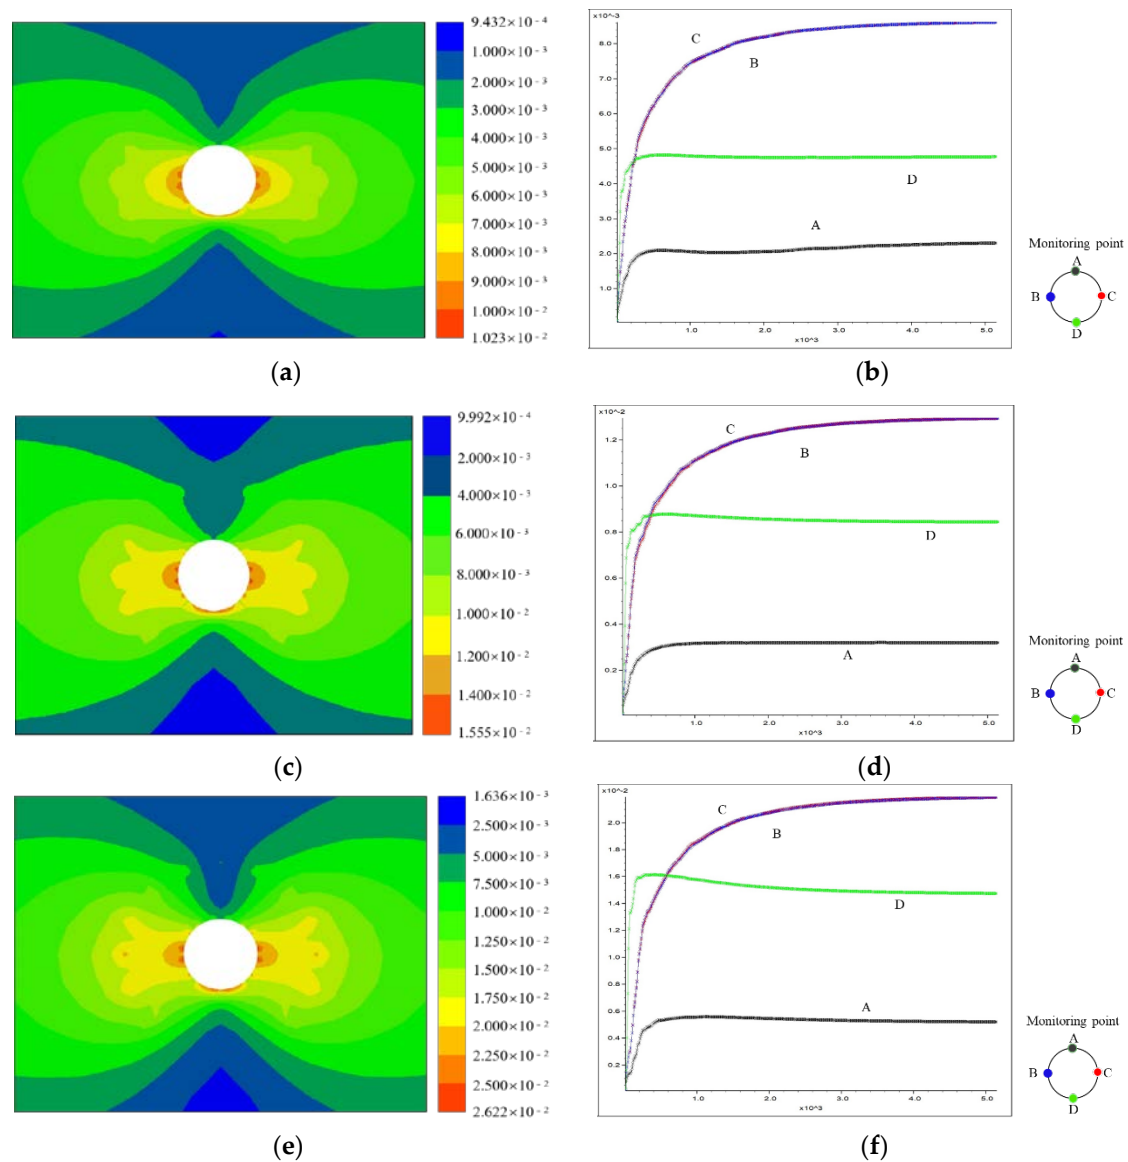 9.432×10⁻⁴
1.000×10⁻³
2.000×10⁻³
3.000×10⁻³
4.000×10⁻³
5.000×10⁻³
6.000×10⁻³
7.000×10⁻³
8.000×10⁻³
9.000×10⁻³
1.000×10⁻²
1.023×10⁻²
(a)
×10^-3
8.0
7.0
6.0
5.0
4.0
3.0
2.0
1.0
C
B
D
A
1.0
2.0
3.0
4.0
5.0
x10^3
Monitoring point
A
B
C
D
(b)
9.992×10⁻⁴
2.000×10⁻³
4.000×10⁻³
6.000×10⁻³
8.000×10⁻³
1.000×10⁻²
1.200×10⁻²
1.400×10⁻²
1.555×10⁻²
(c)
x10^-2
1.2
1.0
0.8
0.6
0.4
0.2
C
B
D
A
1.0
2.0
3.0
4.0
5.0
x10^3
Monitoring point
A
B
C
D
(d)
1.636×10⁻³
2.500×10⁻³
5.000×10⁻³
7.500×10⁻³
1.000×10⁻²
1.250×10⁻²
1.500×10⁻²
1.750×10⁻²
2.000×10⁻²
2.250×10⁻²
2.500×10⁻²
2.622×10⁻²
(e)
x10^-2
2.0
1.8
1.6
1.4
1.2
1.0
0.8
0.6
0.4
0.2
C
B
D
A
1.0
2.0
3.0
4.0
5.0
x10^3
Monitoring point
A
B
C
D
(f)